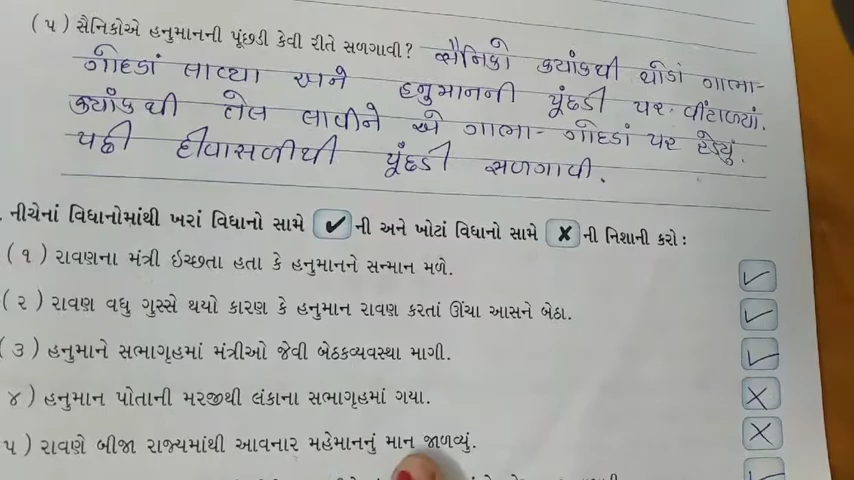 (૫) સૈનિકોએ હનુમાનની પૂંછડી કેવી રીતે સળગાવી? સૈનિકો ક્યાંકથી થોડાં ગાભા-
ગોદડાં લાવ્યા અને હનુમાનની પૂંછડી પર વીંટાળ્યાં.
ક્યાંકથી તેલ લાવીને એ ગાભા-ગોદડાં પર રેડ્યું.
પછી દીવાસળીથી પૂંછડી સળગાવી.
નીચેનાં વિધાનોમાંથી ખરાં વિધાનો સામે ✔ ની અને ખોટાં વિધાનો સામે ✘ ની નિશાની કરો :
(૧) રાવણના મંત્રી ઇચ્છતા હતા કે હનુમાનને સન્માન મળે. ✓
(૨) રાવણ વધુ ગુસ્સે થયો કારણ કે હનુમાન રાવણ કરતાં ઊંચા આસને બેઠા. ✓
(૩) હનુમાને સભાગૃહમાં મંત્રીઓ જેવી બેઠકવ્યવસ્થા માગી. ✓
૪) હનુમાન પોતાની મરજીથી લંકાના સભાગૃહમાં ગયા. ✗
૫) રાવણે બીજા રાજ્યમાંથી આવનાર મહેમાનનું માન જાળવ્યું. ✗